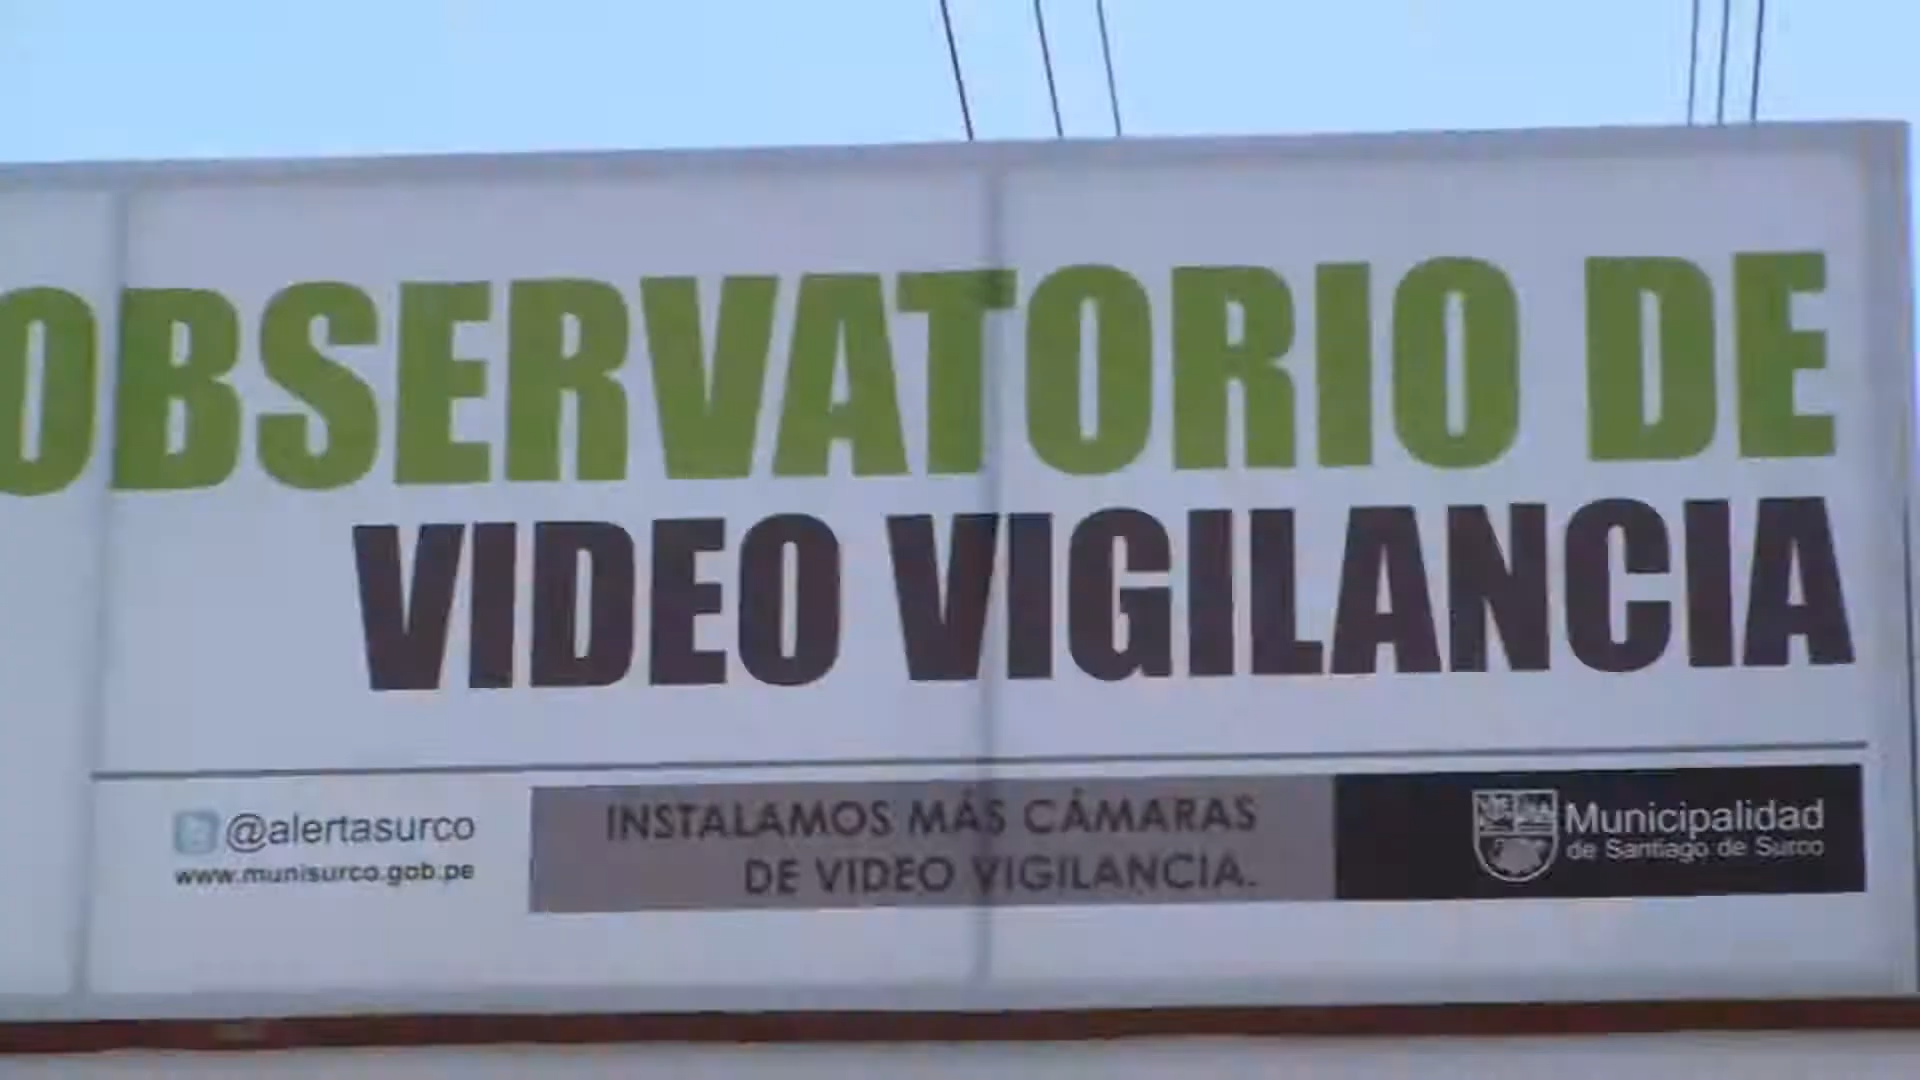 OBSERVATORIO DE
VIDEO VIGILANCIA
@alertasurco
www.munisurco.gob.pe
INSTALAMOS MÁS CÁMARAS
DE VIDEO VIGILANCIA.
Municipalidad
de Santiago de Surco